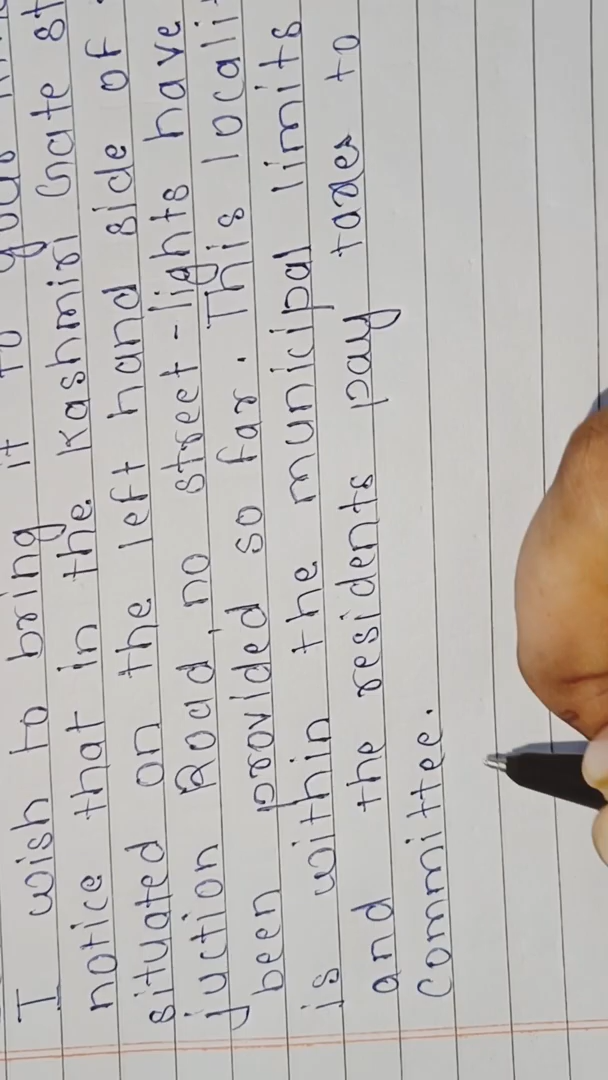 I wish to bring it to
notice that in the Kashmiri Gate
situated on the left hand side of
juction Road, no street-lights have
been provided so far. This
is within the municipal limits
and the residents pay taxes to
Committee.